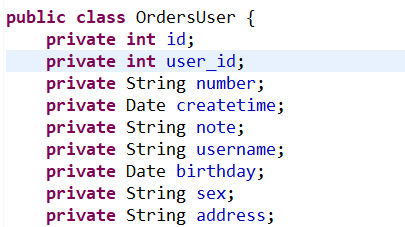 public class OrdersUser {
    private int id;
    private int user_id;
    private String number;
    private Date createtime;
    private String note;
    private String username;
    private Date birthday;
    private String sex;
    private String address;